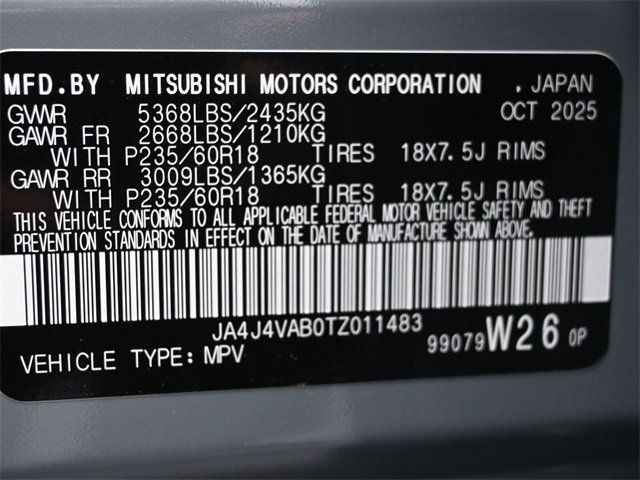 MFD.BY MITSUBISHI MOTORS CORPORATION . JAPAN
GVWR 5368LBS/2435KG OCT 2025
GAWR FR 2668LBS/1210KG
WITH P235/60R18 TIRES 18X7.5J RIMS
GAWR RR 3009LBS/1365KG
WITH P235/60R18 TIRES 18X7.5J RIMS
THIS VEHICLE CONFORMS TO ALL APPLICABLE FEDERAL MOTOR VEHICLE SAFETY AND THEFT
PREVENTION STANDARDS IN EFFECT ON THE DATE OF MANUFACTURE SHOWN ABOVE.
JA4J4VAB0TZ011483
99079 W26 0P
VEHICLE TYPE: MPV